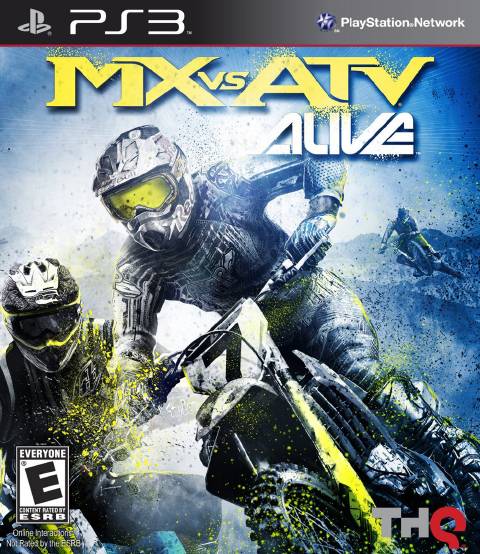 PS3™
PlayStation®Network
MX vs ATV
ALIVE
EVERYONE
E
CONTENT RATED BY
ESRB
Online Interactions
Not Rated by the ESRB
THQ